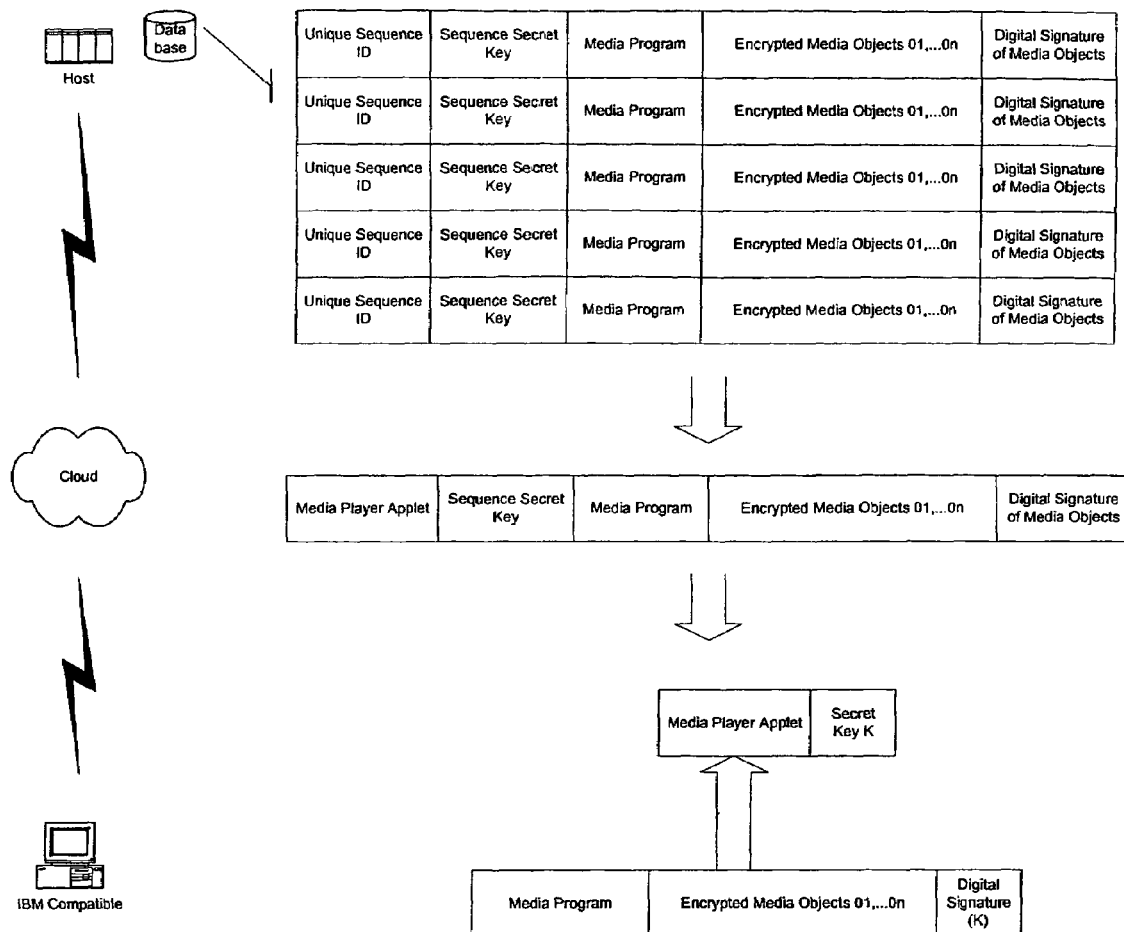 Data
base
Host
Unique Sequence
ID
Sequence Secret
Key
Media Program
Encrypted Media Objects 01,...0n
Digital Signature
of Media Objects
Unique Sequence
ID
Sequence Secret
Key
Media Program
Encrypted Media Objects 01,...0n
Digital Signature
of Media Objects
Unique Sequence
ID
Sequence Secret
Key
Media Program
Encrypted Media Objects 01,...0n
Digital Signature
of Media Objects
Unique Sequence
ID
Sequence Secret
Key
Media Program
Encrypted Media Objects 01,...0n
Digital Signature
of Media Objects
Unique Sequence
ID
Sequence Secret
Key
Media Program
Encrypted Media Objects 01,...0n
Digital Signature
of Media Objects
Cloud
Media Player Applet
Sequence Secret
Key
Media Program
Encrypted Media Objects 01,...0n
Digital Signature
of Media Objects
Media Player Applet
Secret
Key K
IBM Compatible
Media Program
Encrypted Media Objects 01,...0n
Digital
Signature
(K)